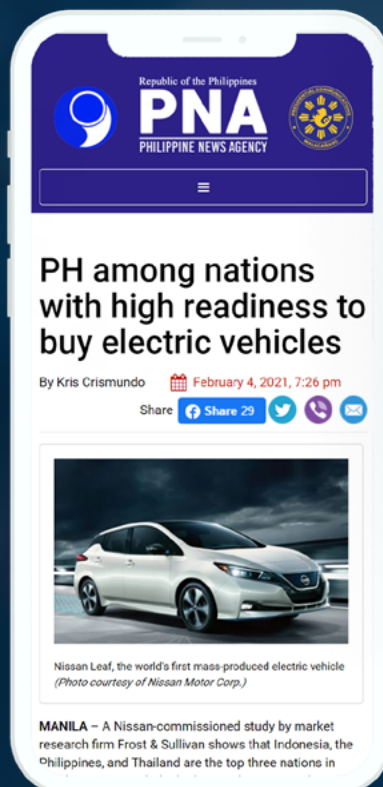 Republic of the Philippines
PNA
PHILIPPINE NEWS AGENCY
PH among nations
with high readiness to
buy electric vehicles
By Kris Crismundo February 4, 2021, 7:26 pm
Share Share 29
Nissan Leaf, the world's first mass-produced electric vehicle
(Photo courtesy of Nissan Motor Corp.)
MANILA – A Nissan-commissioned study by market
research firm Frost & Sullivan shows that Indonesia, the
Philippines, and Thailand are the top three nations in